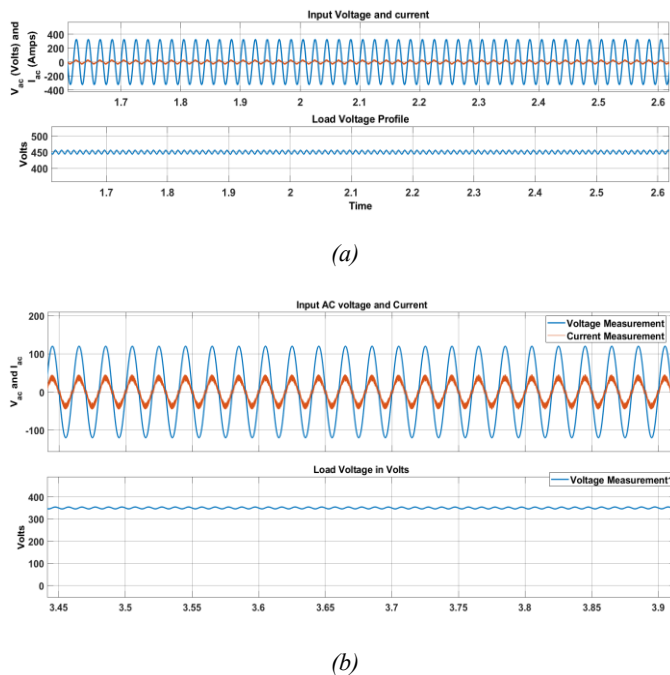 Input Voltage and current
V_ac (Volts) and
I_ac (Amps)
400
200
0
-200
-400
1.7 1.8 1.9 2 2.1 2.2 2.3 2.4 2.5 2.6
Load Voltage Profile
Volts
500
450
400
1.7 1.8 1.9 2 2.1 2.2 2.3 2.4 2.5 2.6
Time
(a)
Input AC voltage and Current
V_ac and I_ac
200
100
0
-100
Voltage Measurement
Current Measurement
Load Voltage in Volts
Voltage Measurement
Volts
400
300
200
100
0
3.45 3.5 3.55 3.6 3.65 3.7 3.75 3.8 3.85 3.9
(b)